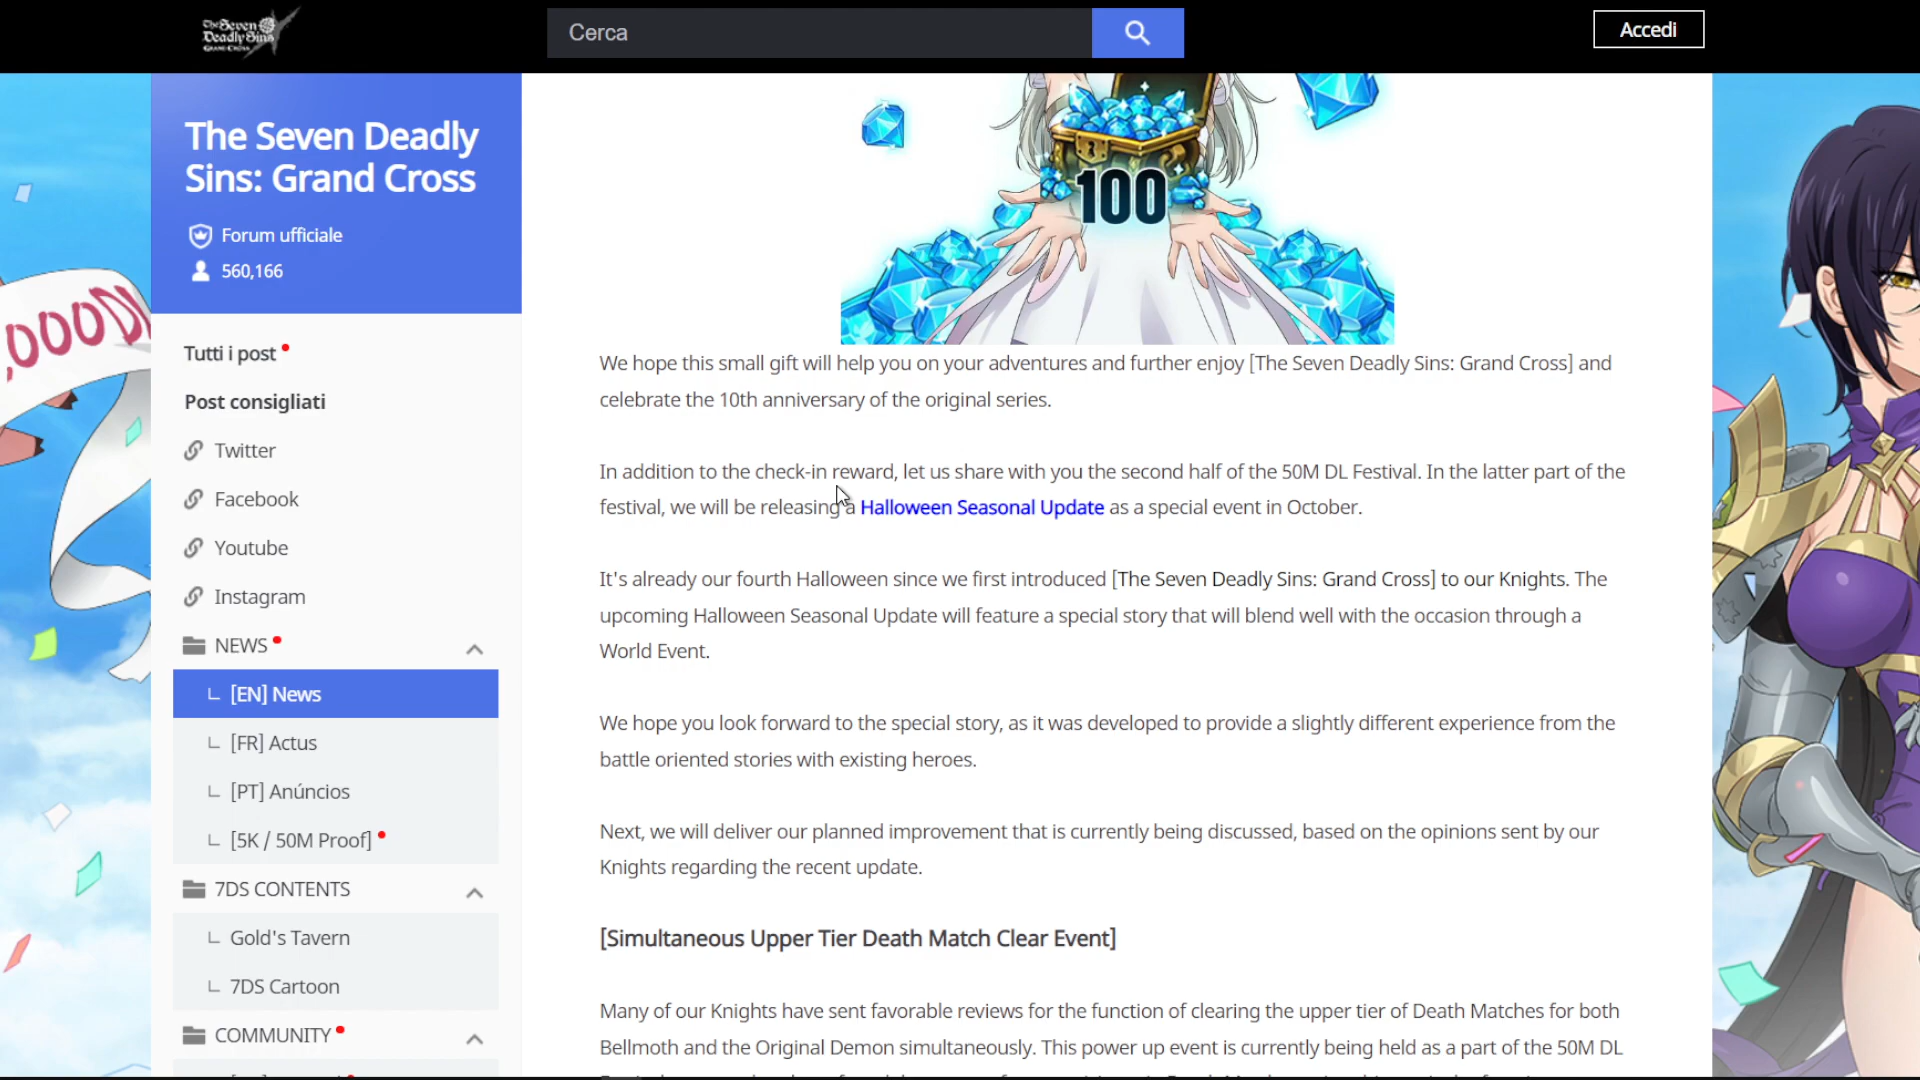 The Seven
Deadly Sins
GRAND CROSS
Cerca
Accedi
The Seven Deadly
Sins: Grand Cross
Forum ufficiale
560,166
Tutti i post
Post consigliati
Twitter
Facebook
Youtube
Instagram
NEWS
[EN] News
[FR] Actus
[PT] Anúncios
[5K / 50M Proof]
7DS CONTENTS
Gold's Tavern
7DS Cartoon
COMMUNITY
100
We hope this small gift will help you on your adventures and further enjoy [The Seven Deadly Sins: Grand Cross] and
celebrate the 10th anniversary of the original series.
In addition to the check-in reward, let us share with you the second half of the 50M DL Festival. In the latter part of the
festival, we will be releasing a Halloween Seasonal Update as a special event in October.
It's already our fourth Halloween since we first introduced [The Seven Deadly Sins: Grand Cross] to our Knights. The
upcoming Halloween Seasonal Update will feature a special story that will blend well with the occasion through a
World Event.
We hope you look forward to the special story, as it was developed to provide a slightly different experience from the
battle oriented stories with existing heroes.
Next, we will deliver our planned improvement that is currently being discussed, based on the opinions sent by our
Knights regarding the recent update.
[Simultaneous Upper Tier Death Match Clear Event]
Many of our Knights have sent favorable reviews for the function of clearing the upper tier of Death Matches for both
Bellmoth and the Original Demon simultaneously. This power up event is currently being held as a part of the 50M DL